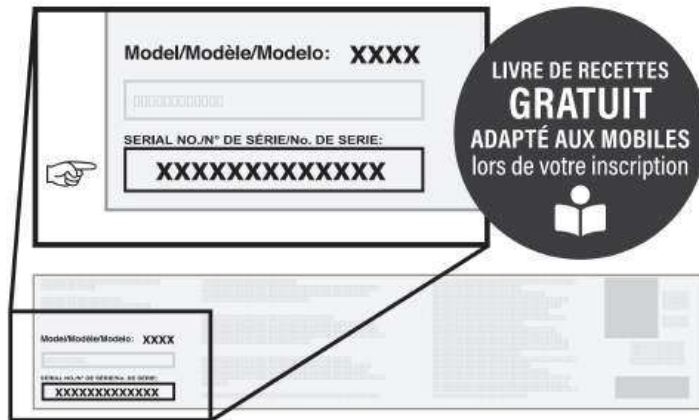 Model/Modèle/Modelo: XXXX
SERIAL NO./N° DE SÉRIE/No. DE SERIE:
XXXXXXXXXXXXX
LIVRE DE RECETTES
GRATUIT
ADAPTÉ AUX MOBILES
lors de votre inscription
Model/Modèle/Modelo: XXXX
SERIAL NO./N° DE SÉRIE/No. DE SERIE:
XXXXXXXXXXXXX